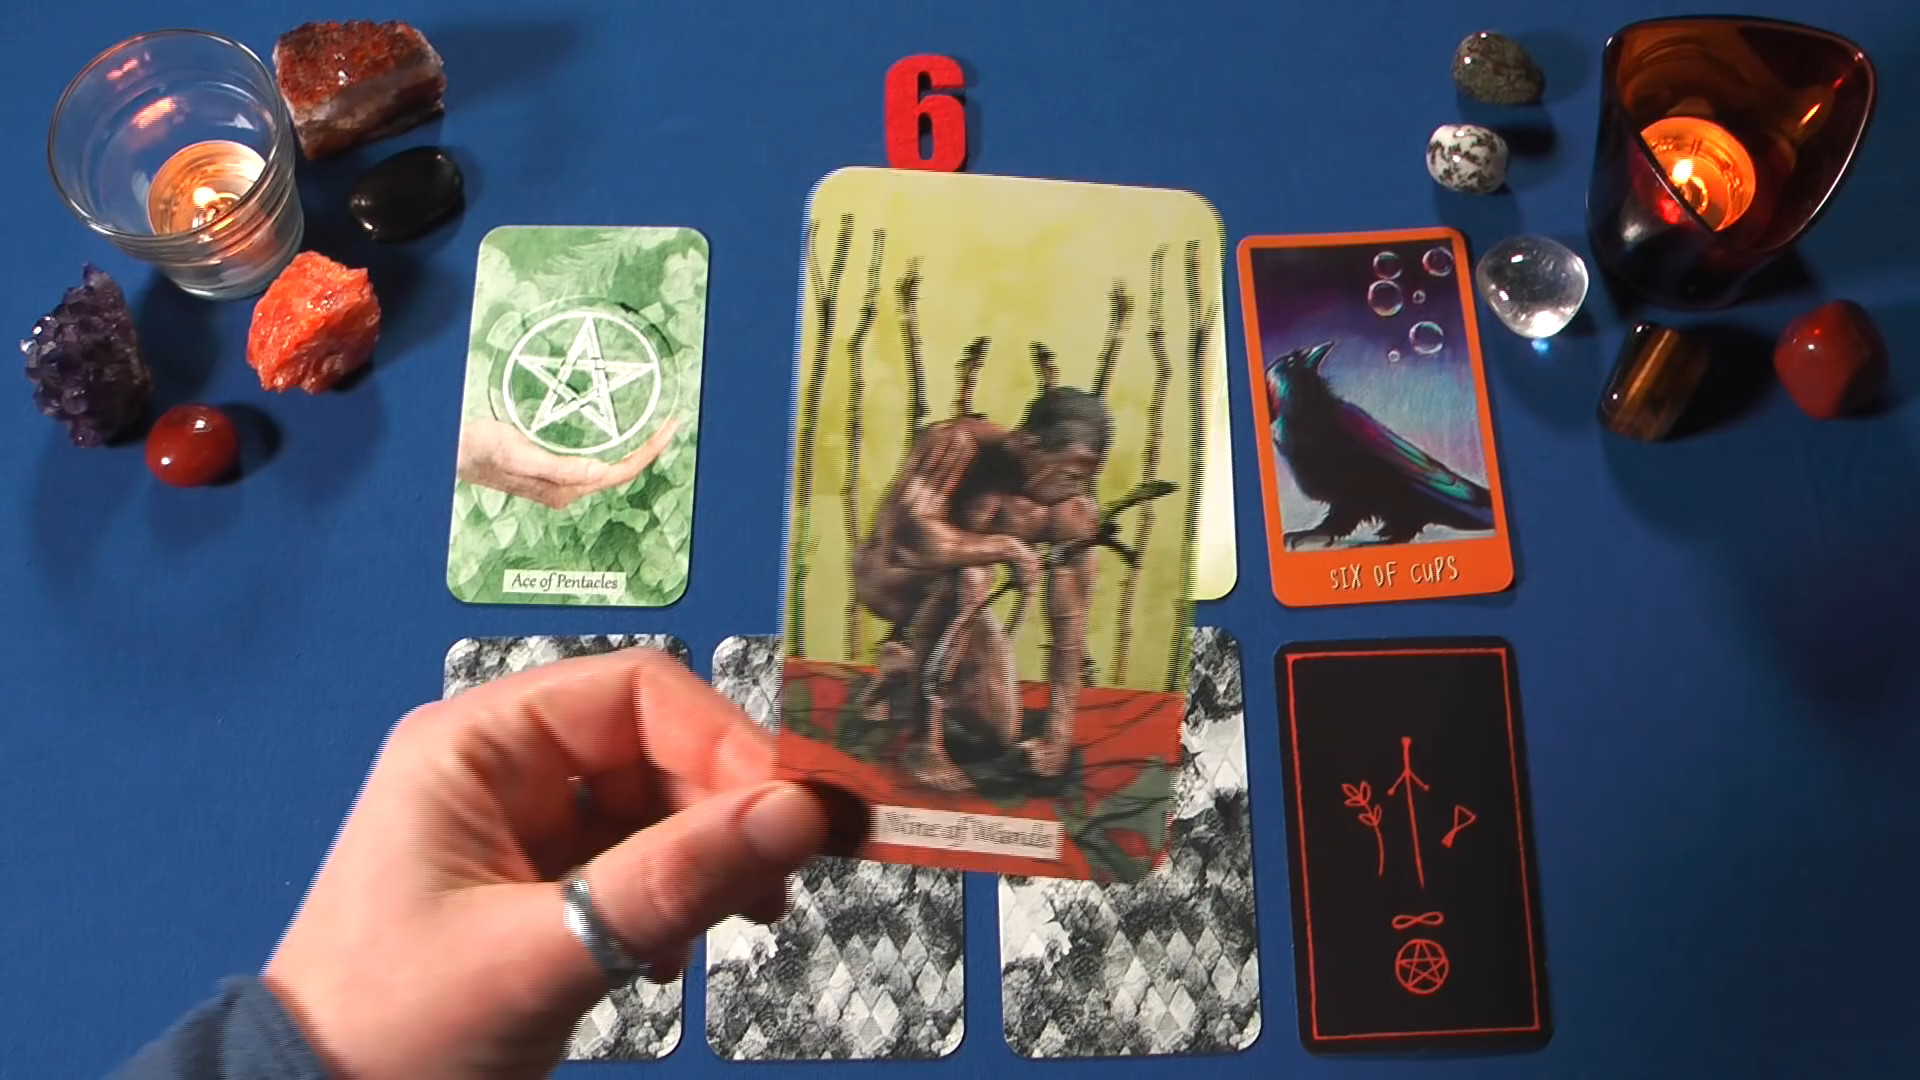 6
Ace of Pentacles
SIX OF CUPS
Nine of Wands